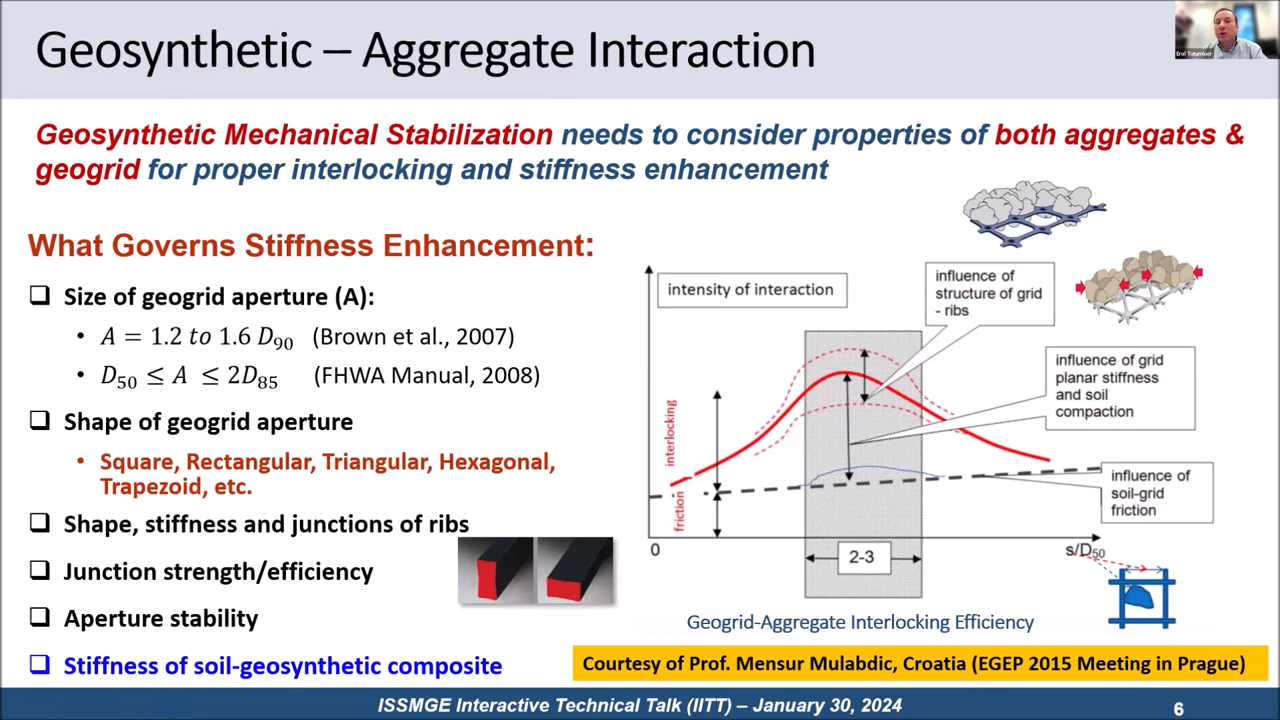 Geosynthetic – Aggregate Interaction
Erol Tutumluer
Geosynthetic Mechanical Stabilization needs to consider properties of both aggregates &
geogrid for proper interlocking and stiffness enhancement
What Governs Stiffness Enhancement:
❑ Size of geogrid aperture (A):
• A = 1.2 to 1.6 D90 (Brown et al., 2007)
• D50 ≤ A ≤ 2D85 (FHWA Manual, 2008)
❑ Shape of geogrid aperture
• Square, Rectangular, Triangular, Hexagonal,
Trapezoid, etc.
❑ Shape, stiffness and junctions of ribs
❑ Junction strength/efficiency
❑ Aperture stability
❑ Stiffness of soil-geosynthetic composite
intensity of interaction
influence of
structure of grid
- ribs
influence of grid
planar stiffness
and soil
compaction
influence of
soil-grid
friction
interlocking
friction
0
2-3
s/D50
Geogrid-Aggregate Interlocking Efficiency
Courtesy of Prof. Mensur Mulabdic, Croatia (EGEP 2015 Meeting in Prague)
ISSMGE Interactive Technical Talk (IITT) – January 30, 2024
6